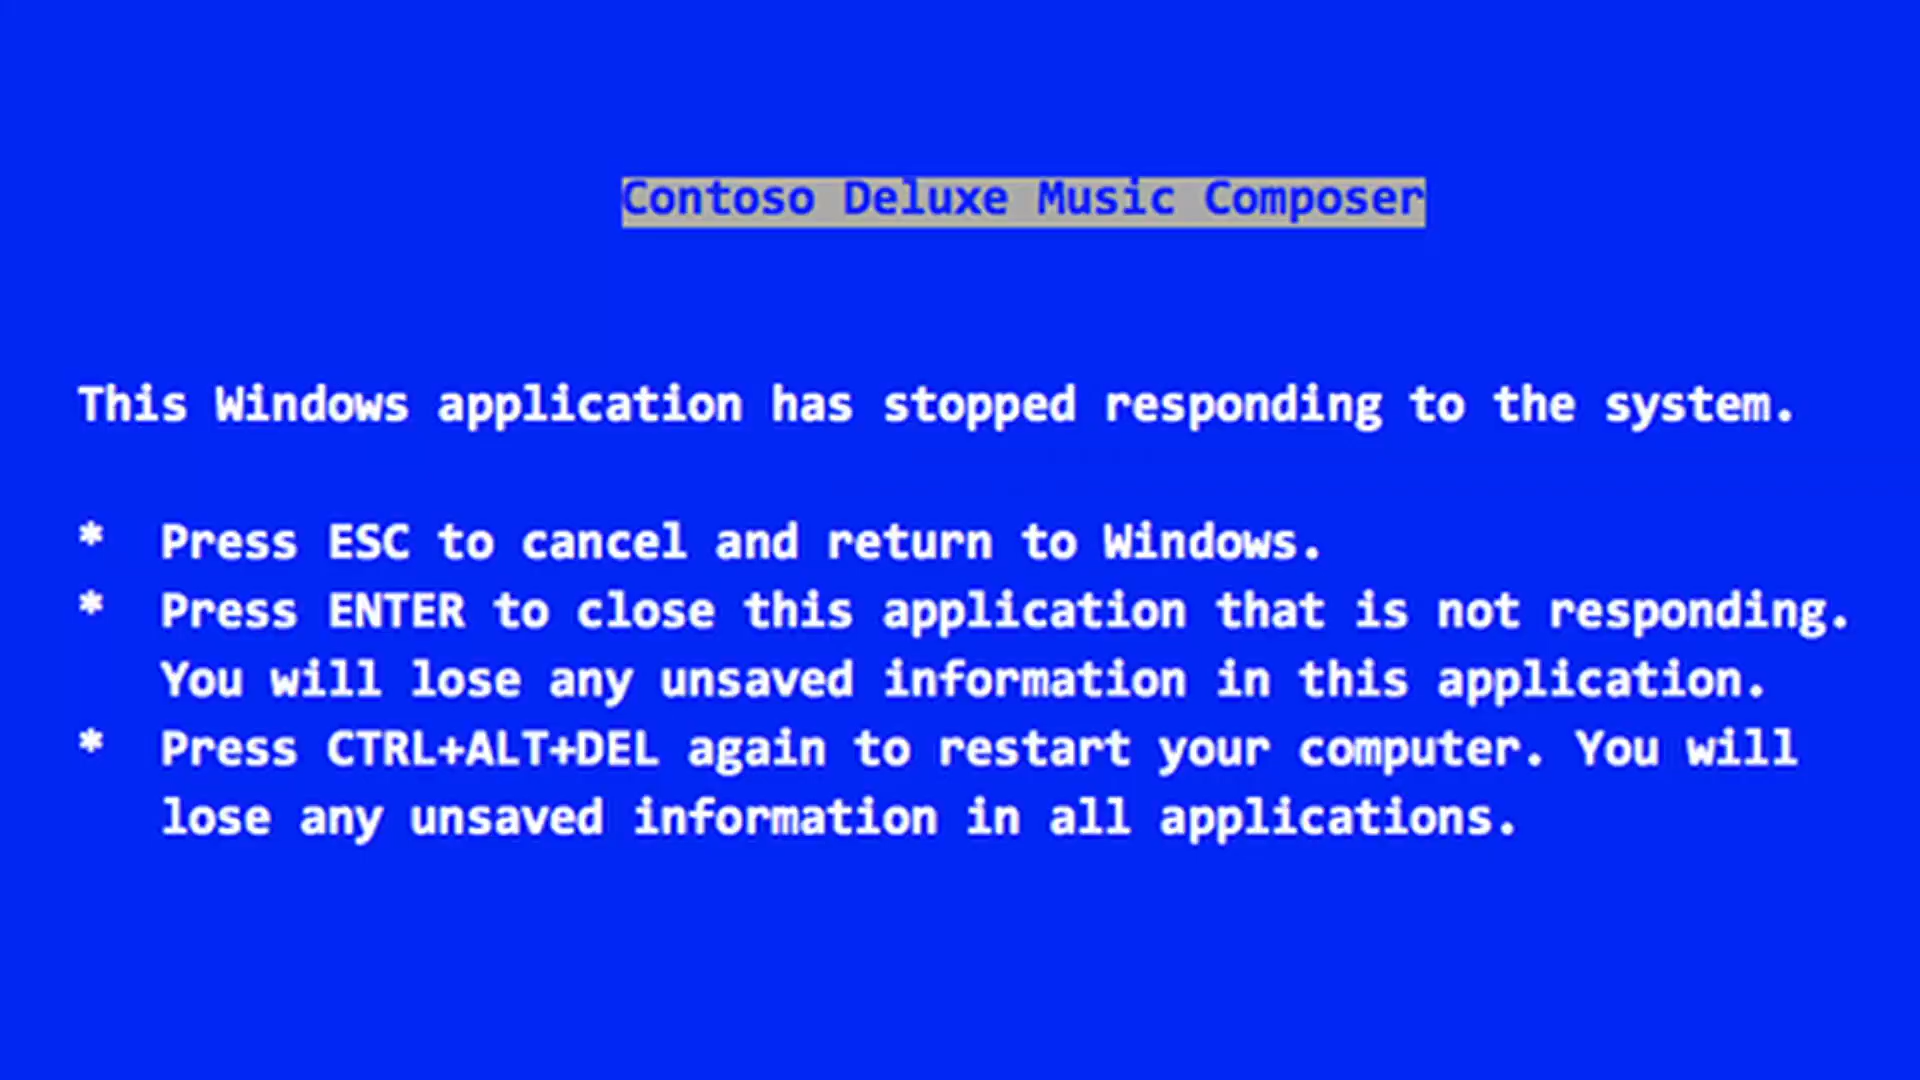 Contoso Deluxe Music Composer
This Windows application has stopped responding to the system.
* Press ESC to cancel and return to Windows.
* Press ENTER to close this application that is not responding.
You will lose any unsaved information in this application.
* Press CTRL+ALT+DEL again to restart your computer. You will
lose any unsaved information in all applications.